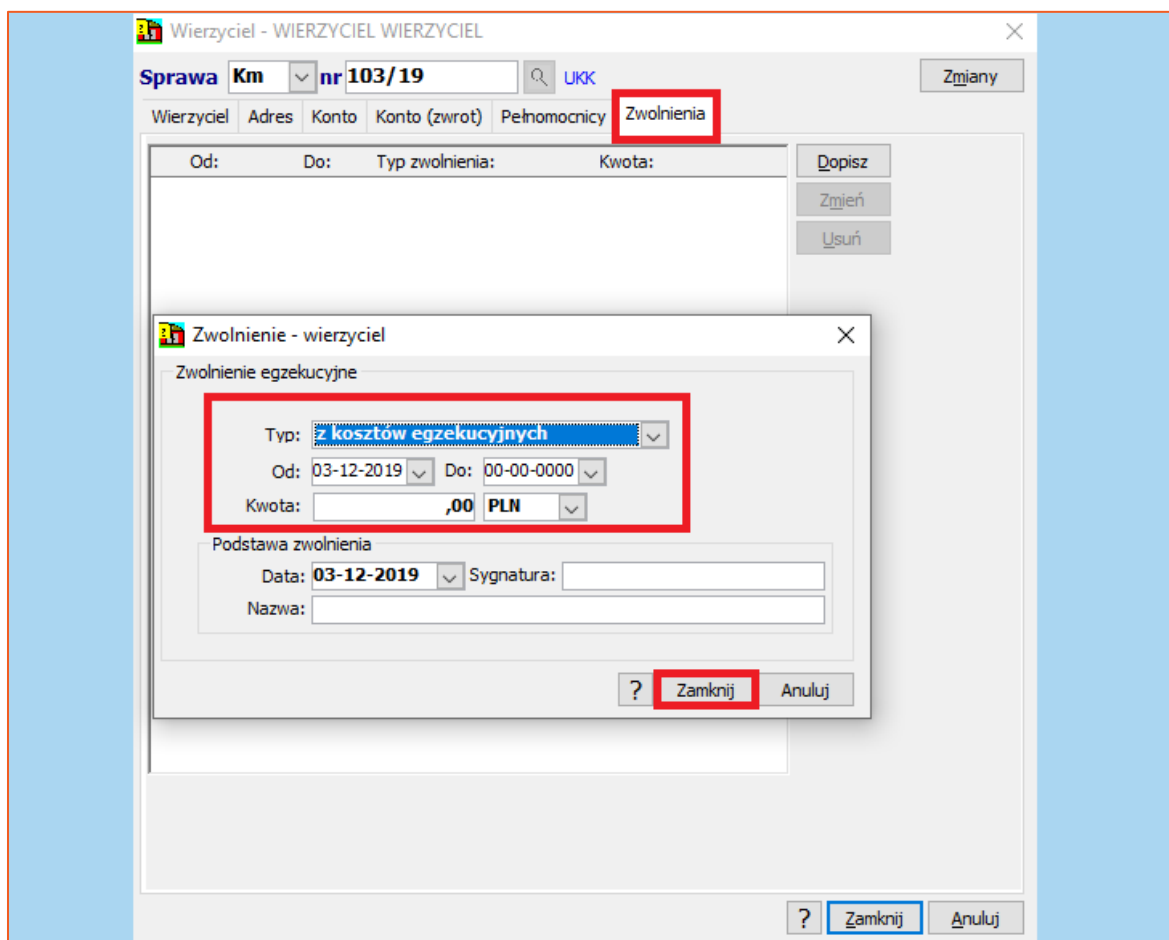 Wierzyciel - WIERZYCIEL WIERZYCIEL
Sprawa Km nr 103/19 UKK Zmiany
Wierzyciel Adres Konto Konto (zwrot) Pełnomocnicy Zwolnienia
Od: Do: Typ zwolnienia: Kwota: Dopisz
Zmień
Usuń
Zwolnienie - wierzyciel
Zwolnienie egzekucyjne
Typ: z kosztów egzekucyjnych
Od: 03-12-2019 Do: 00-00-0000
Kwota: ,00 PLN
Podstawa zwolnienia
Data: 03-12-2019 Sygnatura:
Nazwa:
? Zamknij Anuluj
? Zamknij Anuluj